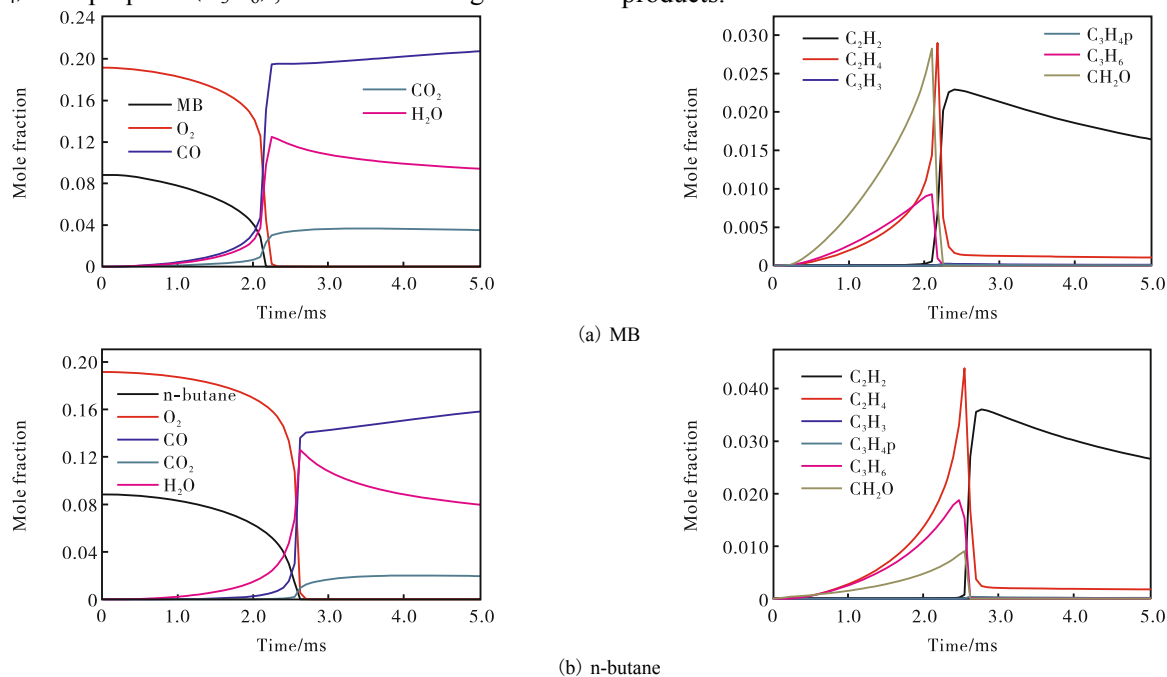 products.
0.24
0.20
0.16
0.12
0.08
0.04
0
Mole fraction
MB
O₂
CO
CO₂
H₂O
0 1.0 2.0 3.0 4.0 5.0
Time/ms
0.030
0.025
0.020
0.015
0.010
0.005
0
Mole fraction
C₂H₂
C₂H₄
C₃H₃
C₃H₄p
C₃H₆
CH₂O
0 1.0 2.0 3.0 4.0 5.0
Time/ms
(a) MB
0.20
0.16
0.12
0.08
0.04
0
Mole fraction
n-butane
O₂
CO
CO₂
H₂O
0 1.0 2.0 3.0 4.0 5.0
Time/ms
0.040
0.030
0.020
0.010
0
Mole fraction
C₂H₂
C₂H₄
C₃H₃
C₃H₄p
C₃H₆
CH₂O
0 1.0 2.0 3.0 4.0 5.0
Time/ms
(b) n-butane